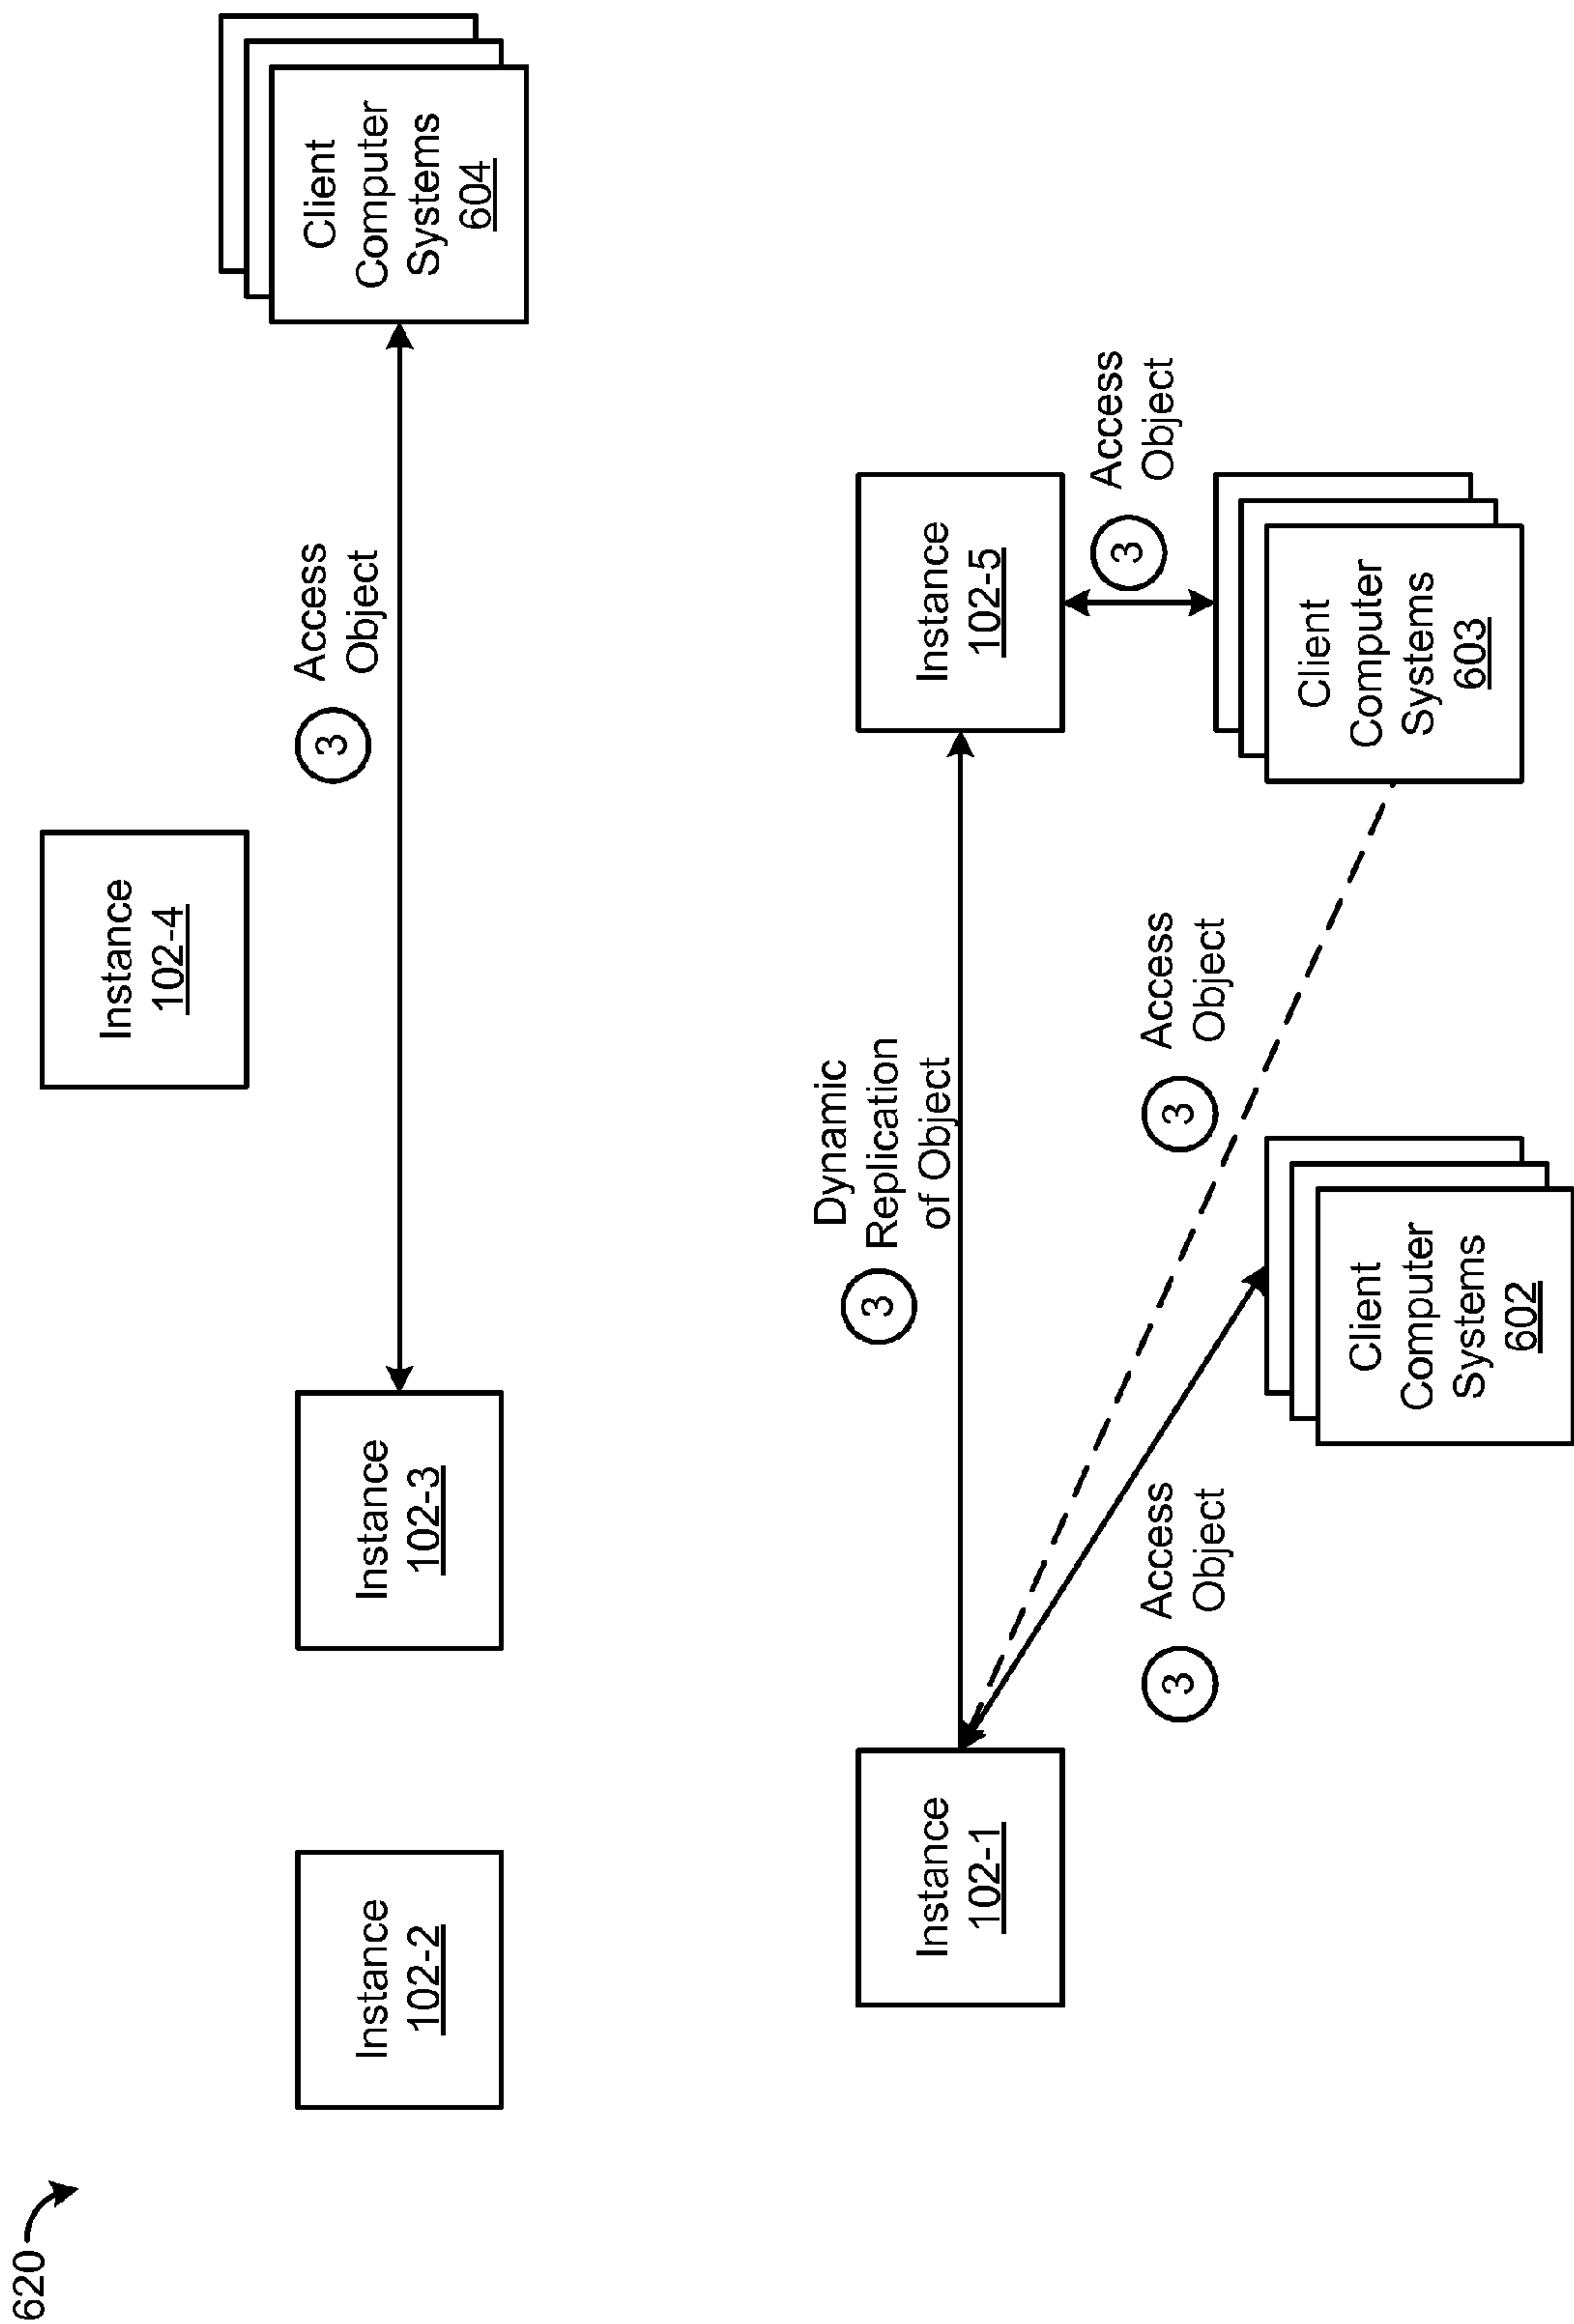 620
Instance
102-2
Instance
102-3
Instance
102-4
3
Access
Object
Client
Computer
Systems
604
Instance
102-1
3
Dynamic
Replication
of Object
Instance
102-5
3
Access
Object
3
Access
Object
3
Access
Object
Client
Computer
Systems
602
Client
Computer
Systems
603